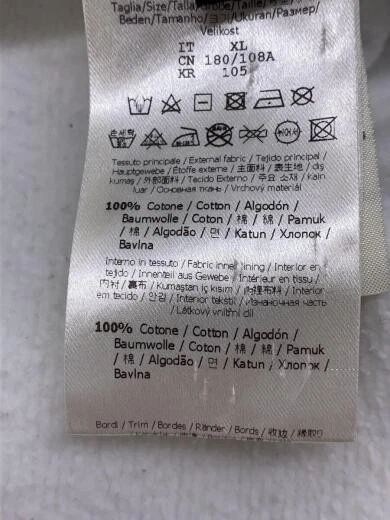 Taglia/Size/Talla/Größe/Taille/
Beden/Tamanho/크기/Ukuran/Размер/
Velikost
IT XL
CN 180/108A
KR 105
Tessuto principale / External fabric / Tejido principal /
Hauptgewebe / Étoffe externe / 主面料 / 表生地 / dış
kumaş / 外部面料 / Tecido Externo / 주요 소재 / kain
luar / Основная ткань / Vrchový materiál
100% Cotone / Cotton / Algodón /
Baumwolle / Coton / 棉 / 綿 / Pamuk
/ 棉 / Algodão / 면 / Katun / Хлопок /
Bavlna
Interno in tessuto / Fabric inner lining / Interior en
tejido / Innenteil aus Gewebe / Intérieur en tissu /
内衬 / 裏布 / Kumaştan iç kısım / 內裡布料 / Interior
em tecido / 안감 / Interior tekstil / Изнаночная часть
/ Látkový vnitřní díl
100% Cotone / Cotton / Algodón /
Baumwolle / Coton / 棉 / 綿 / Pamuk
/ 棉 / Algodão / 면 / Katun / Хлопок /
Bavlna
Bordi / Trim / Bordes / Ränder / Bords / 收边 / 縁取り